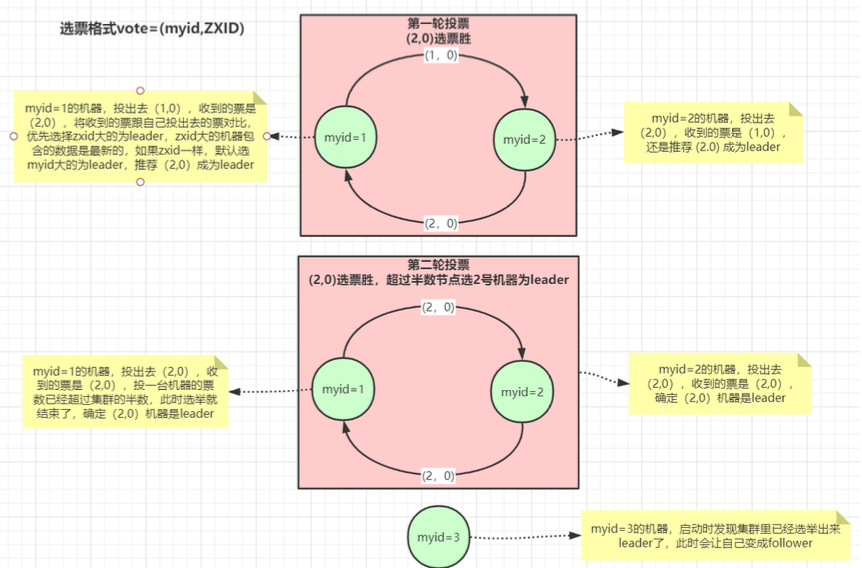 选票格式vote=(myid,ZXID)
第一轮投票
(2,0)选票胜
(1，0)
myid=1的机器，投出去（1,0），收到的票是
（2,0），将收到的票跟自己投出去的票对比，
优先选择zxid大的为leader，zxid大的机器包
含的数据是最新的，如果zxid一样，默认选
myid大的为leader，推荐（2,0）成为leader
myid=1
myid=2
myid=2的机器，投出去
（2,0），收到的票是（1,0），
还是推荐 (2.0) 成为leader
(2，0)
第二轮投票
(2,0)选票胜，超过半数节点选2号机器为leader
(2，0)
myid=1的机器，投出去（2,0），收
到的票是（2,0），投一台机器的票
数已经超过集群的半数，此时选举就
结束了，确定（2,0）机器是leader
myid=1
myid=2
myid=2的机器，投出去
（2,0），收到的票是（2,0），
确定（2,0）机器是leader
(2，0)
myid=3
myid=3的机器，启动时发现集群里已经选举出来
leader了，此时会让自己变成follower